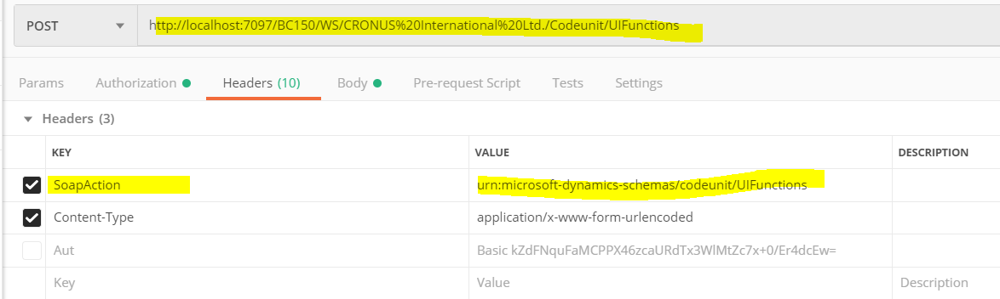 POST http://localhost:7097/BC150/WS/CRONUS%20International%20Ltd./Codeunit/UIFunctions
Params Authorization Headers (10) Body Pre-request Script Tests Settings
Headers (3)
KEY VALUE DESCRIPTION
SoapAction urn:microsoft-dynamics-schemas/codeunit/UIFunctions
Content-Type application/x-www-form-urlencoded
Aut Basic kZdFNquFaMCPPX46zcaURdTx3WlMtZc7x+0/Er4dcEw=
Key Value Description